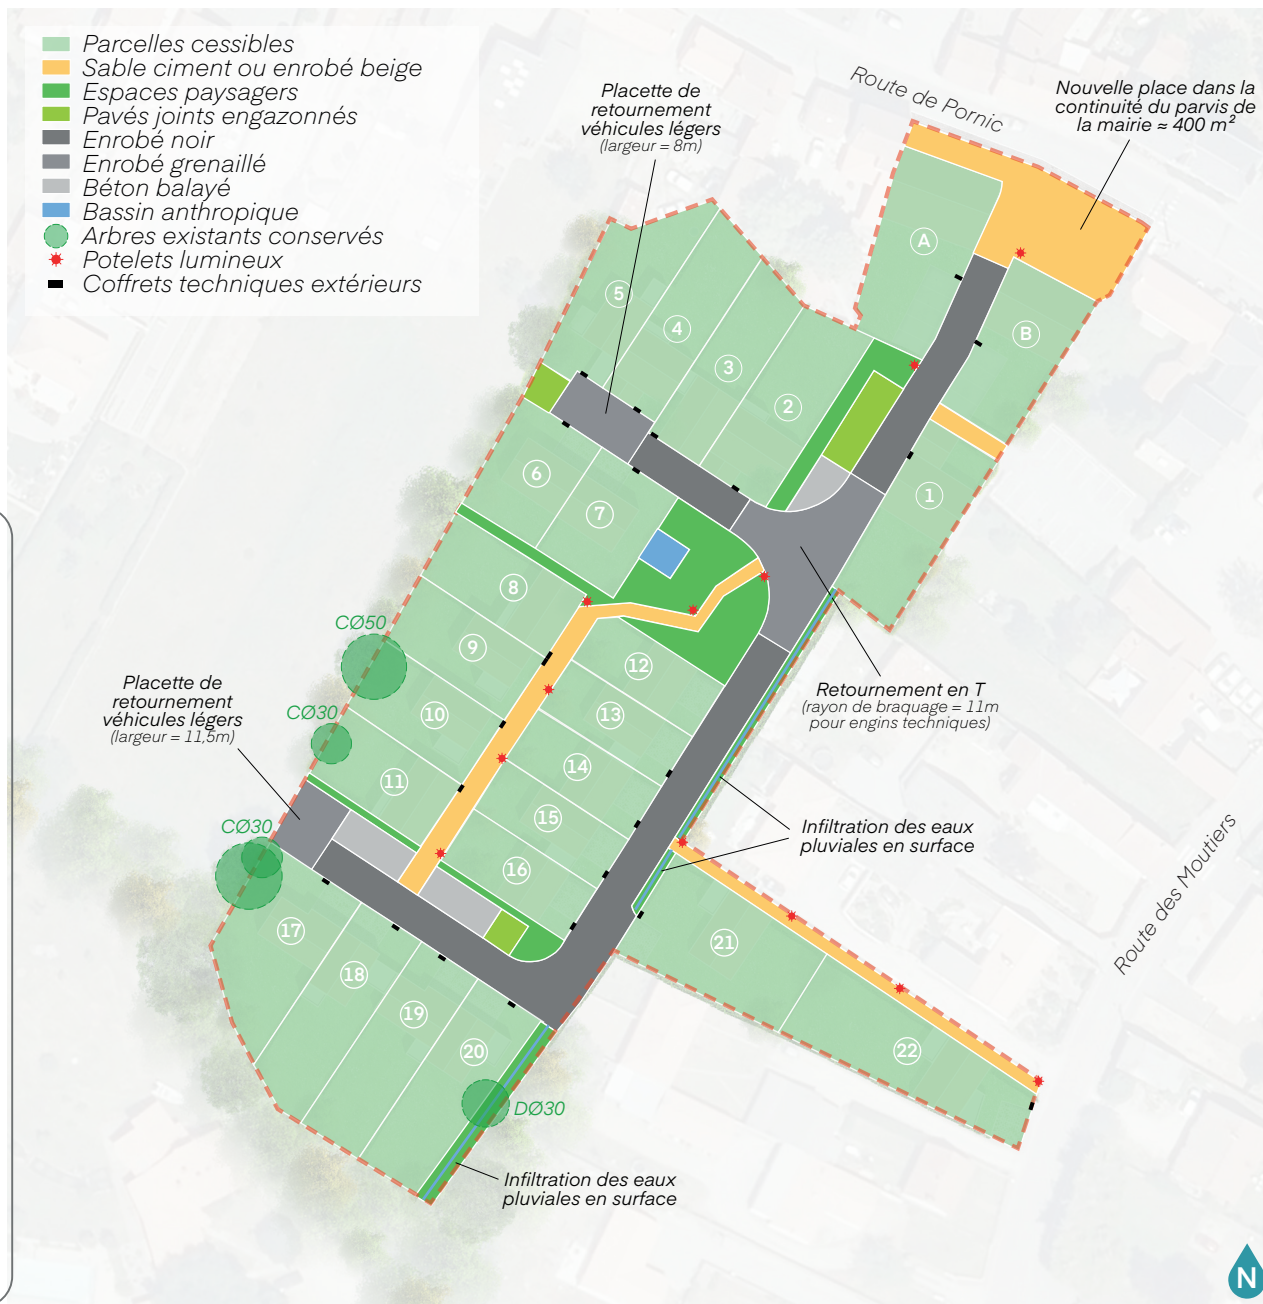 Parcelles cessibles
Sable ciment ou enrobé beige
Espaces paysagers
Pavés joints engazonnés
Enrobé noir
Enrobé grenaillé
Béton balayé
Bassin anthropique
Arbres existants conservés
Potelets lumineux
Coffrets techniques extérieurs
Placette de
retournement
véhicules légers
(largeur = 8m)
Route de Pornic
Nouvelle place dans la
continuité du parvis de
la mairie ≈ 400 m²
A
B
5
4
3
2
1
6
7
8
9
10
11
12
13
14
15
16
CØ50
CØ30
CØ30
Placette de
retournement
véhicules légers
(largeur = 11,5m)
Retournement en T
(rayon de braquage = 11m
pour engins techniques)
Infiltration des eaux
pluviales en surface
Route des Moutiers
17
18
19
20
21
22
DØ30
Infiltration des eaux
pluviales en surface
N